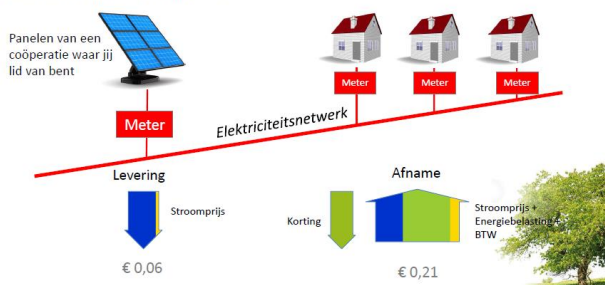 Panelen van een
coöperatie waar jij
lid van bent
Meter
Meter
Meter
Meter
Elektriciteitsnetwerk
Levering
Afname
Stroomprijs
Korting
Stroomprijs +
Energiebelasting +
BTW
€ 0,06
€ 0,21